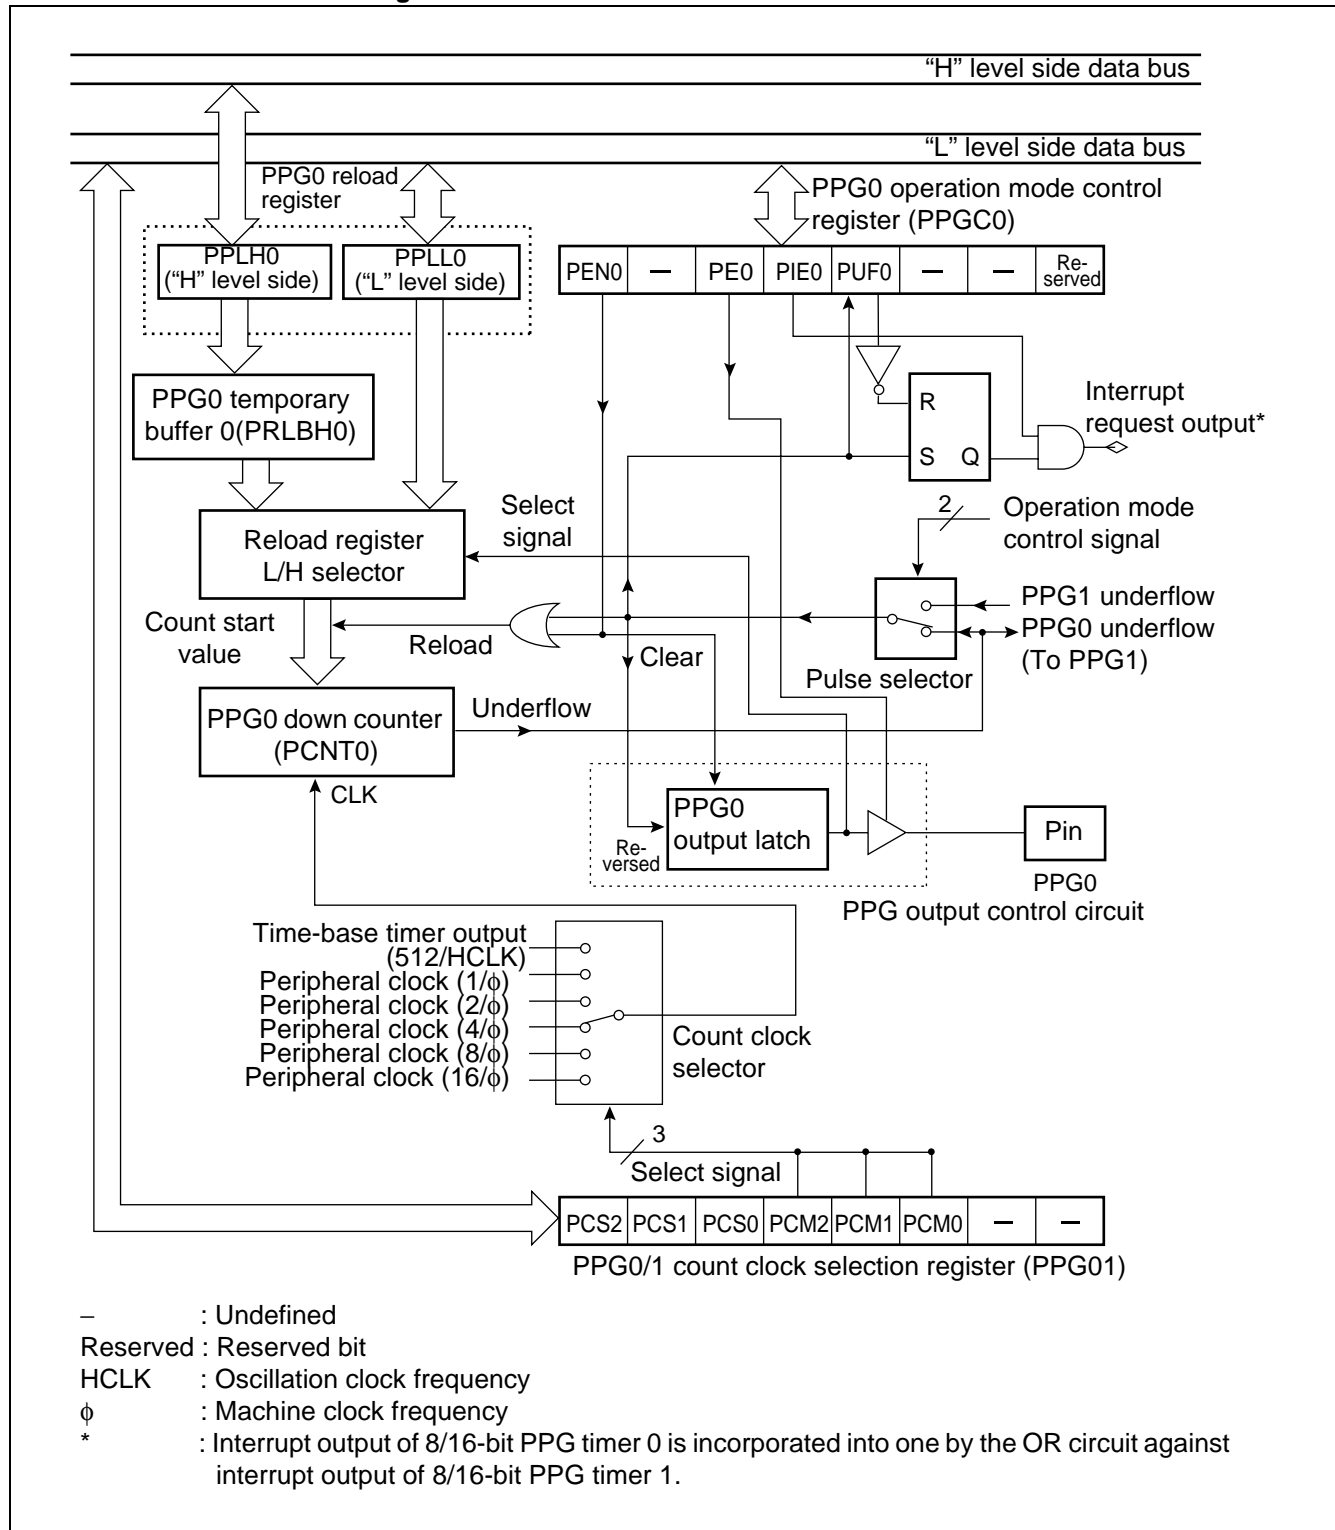 “H” level side data bus
“L” level side data bus
PPG0 reload
register
PPG0 operation mode control
register (PPGC0)
PPLH0
(“H” level side)
PPLL0
(“L” level side)
PEN0 — PE0 PIE0 PUF0 — — Re-
served
PPG0 temporary
buffer 0(PRLBH0)
R
S Q
Interrupt
request output*
Select
signal
2
Operation mode
control signal
Reload register
L/H selector
Count start
value
Reload
Clear
PPG1 underflow
PPG0 underflow
(To PPG1)
Pulse selector
PPG0 down counter
(PCNT0)
Underflow
CLK
PPG0
output latch
Re-
versed
Pin
PPG0
PPG output control circuit
Time-base timer output
(512/HCLK)
Peripheral clock (1/ϕ)
Peripheral clock (2/ϕ)
Peripheral clock (4/ϕ)
Peripheral clock (8/ϕ)
Peripheral clock (16/ϕ)
Count clock
selector
3
Select signal
PCS2 PCS1 PCS0 PCM2 PCM1 PCM0 — —
PPG0/1 count clock selection register (PPG01)
– : Undefined
Reserved : Reserved bit
HCLK : Oscillation clock frequency
ϕ : Machine clock frequency
* : Interrupt output of 8/16-bit PPG timer 0 is incorporated into one by the OR circuit against
interrupt output of 8/16-bit PPG timer 1.